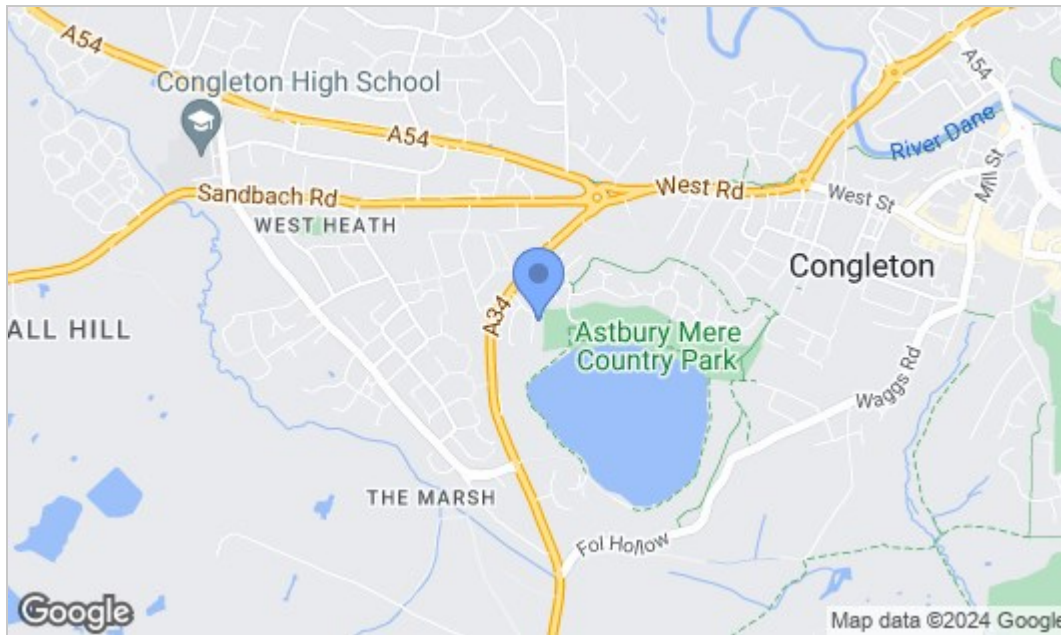 A54
Congleton High School
A54
A54
River Dane
Mill St
Sandbach Rd
West Rd
West St
WEST HEATH
Congleton
A34
ALL HILL
Astbury Mere
Country Park
Waggs Rd
THE MARSH
Fol Hollow
Google
Map data ©2024 Google